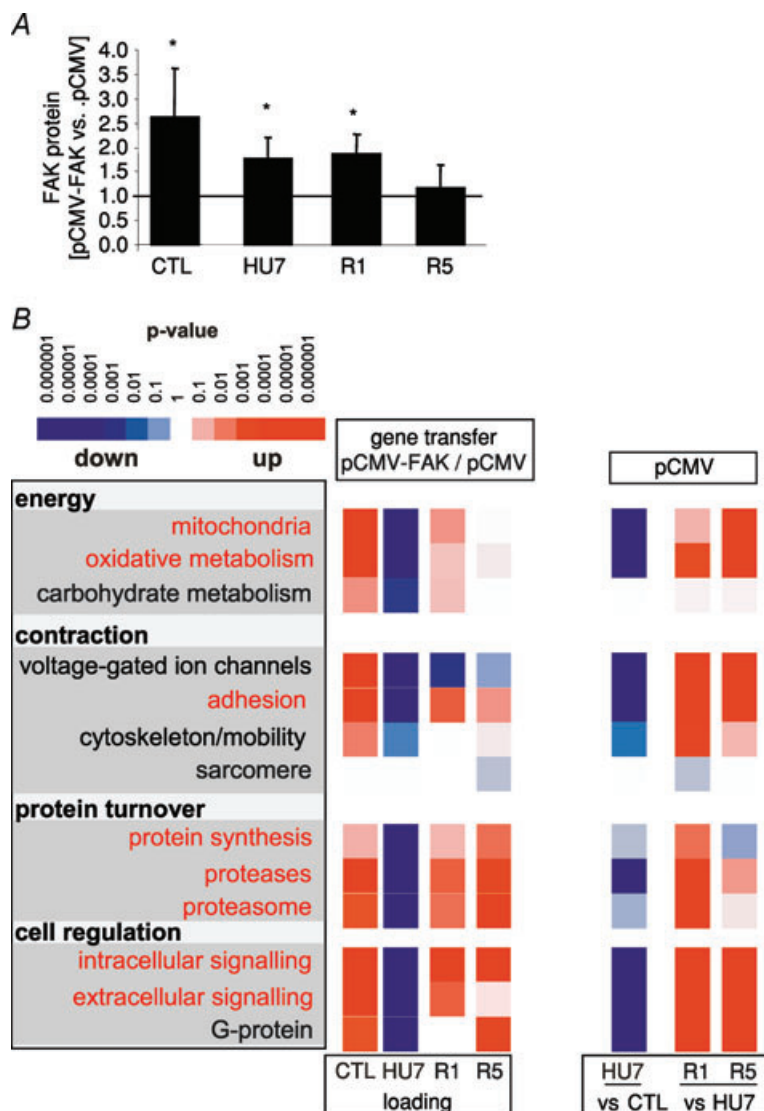 A
FAK protein
[pCMV-FAK vs. .pCMV]
4.0
3.5
3.0
2.5
2.0
1.5
1.0
0.5
0.0
*
*
*
CTL HU7 R1 R5
B
p-value
0.000001
0.00001
0.0001
0.001
0.01
0.1
1
0.1
0.01
0.001
0.0001
0.00001
0.000001
down up
gene transfer
pCMV-FAK / pCMV
pCMV
energy
mitochondria
oxidative metabolism
carbohydrate metabolism
contraction
voltage-gated ion channels
adhesion
cytoskeleton/mobility
sarcomere
protein turnover
protein synthesis
proteases
proteasome
cell regulation
intracellular signalling
extracellular signalling
G-protein
CTL HU7 R1 R5
loading
HU7 R1 R5
vs CTL vs HU7